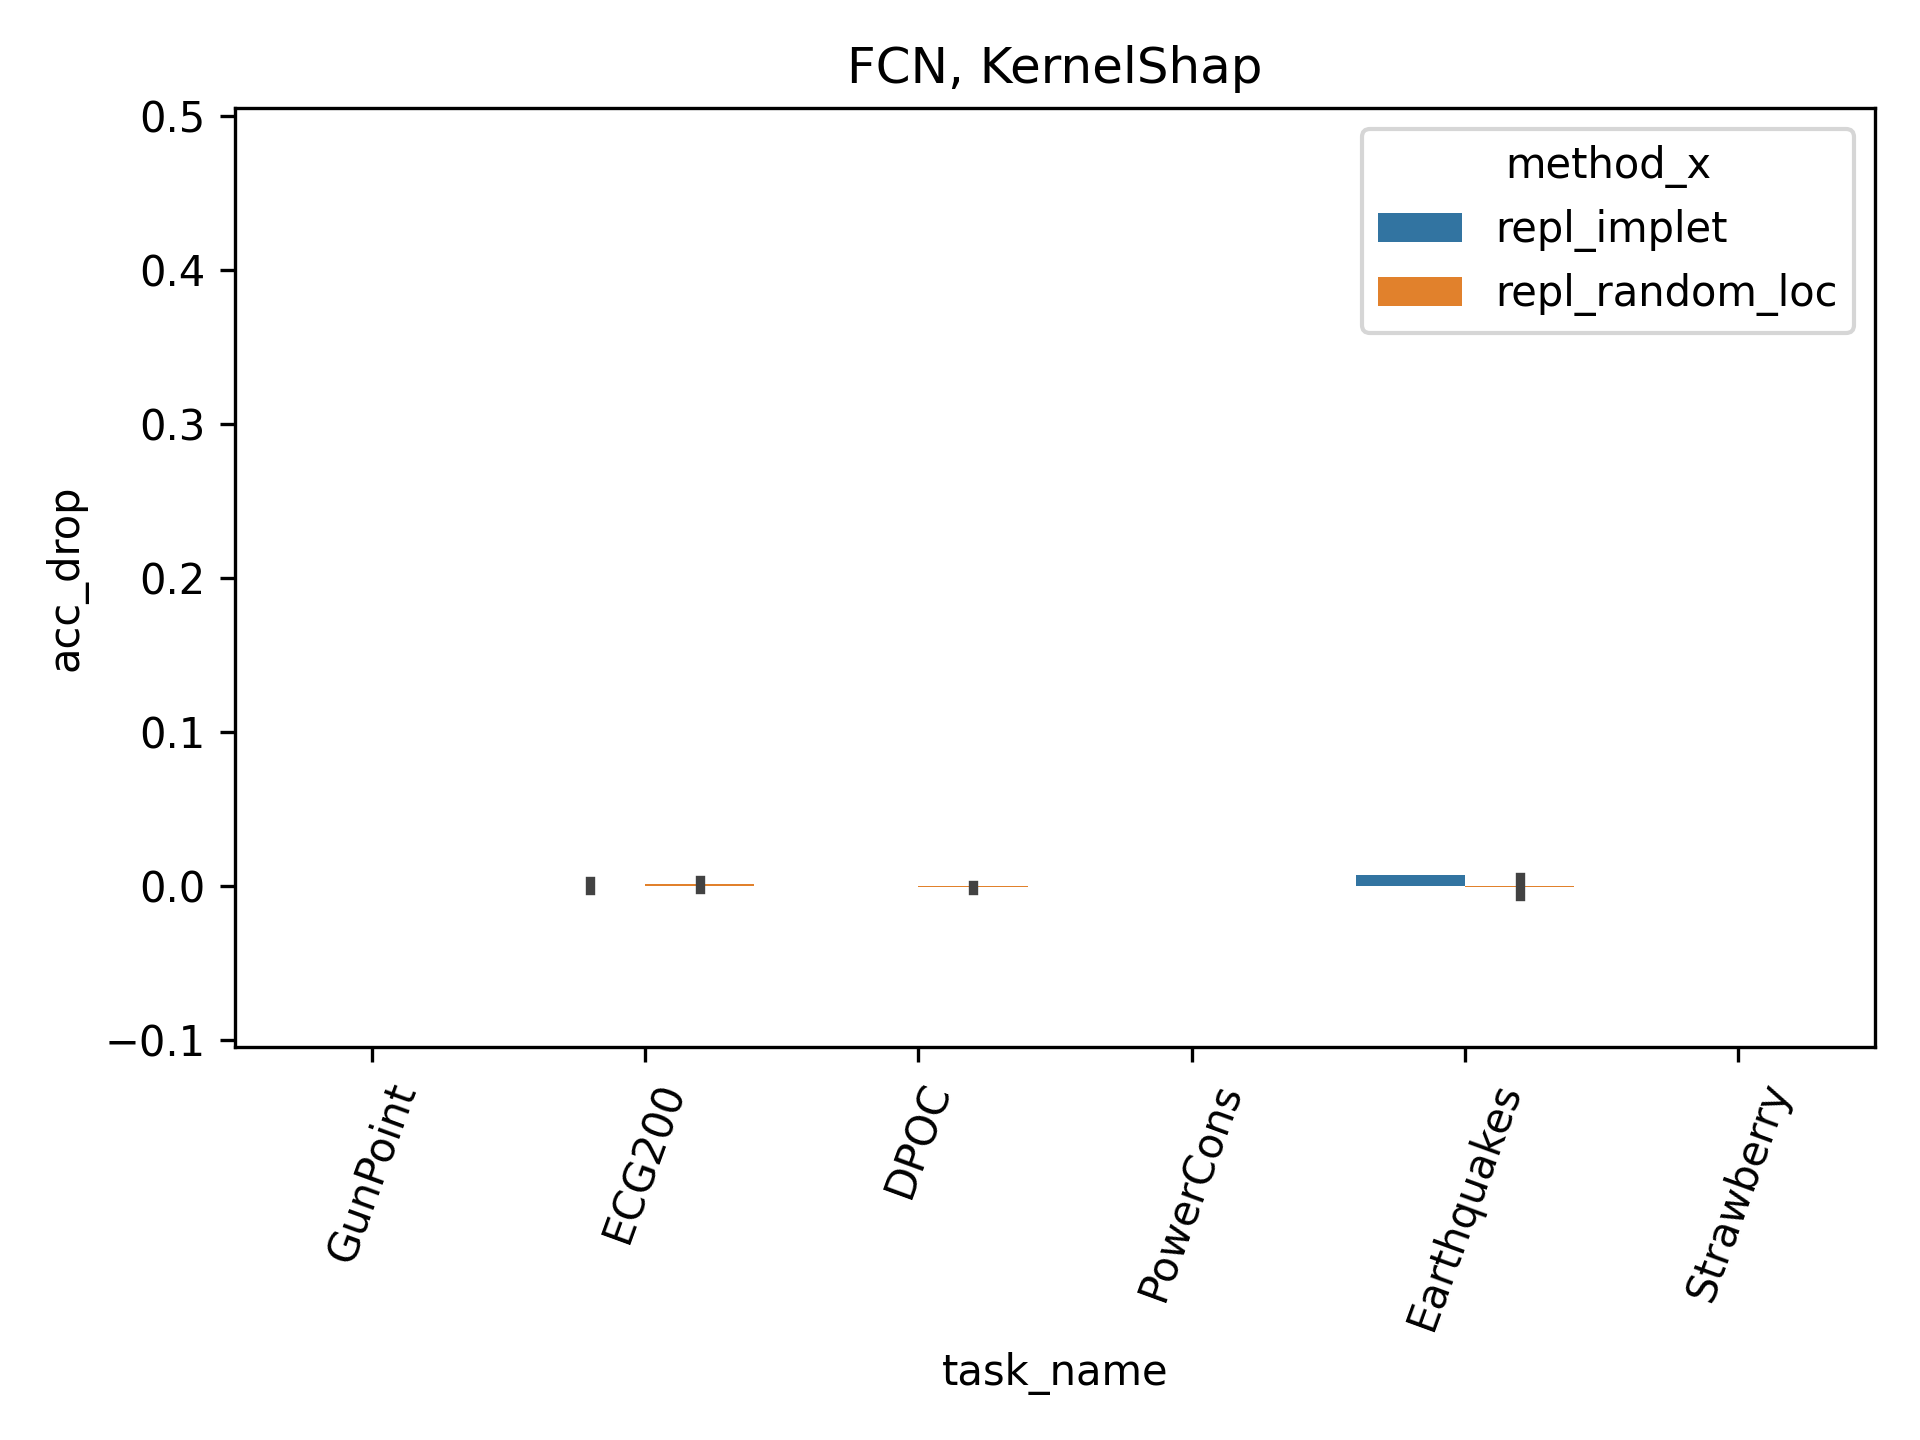 FCN, KernelShap
method_x
repl_implet
repl_random_loc
acc_drop
0.5
0.4
0.3
0.2
0.1
0.0
−0.1
GunPoint
ECG200
DPOC
PowerCons
Earthquakes
Strawberry
task_name